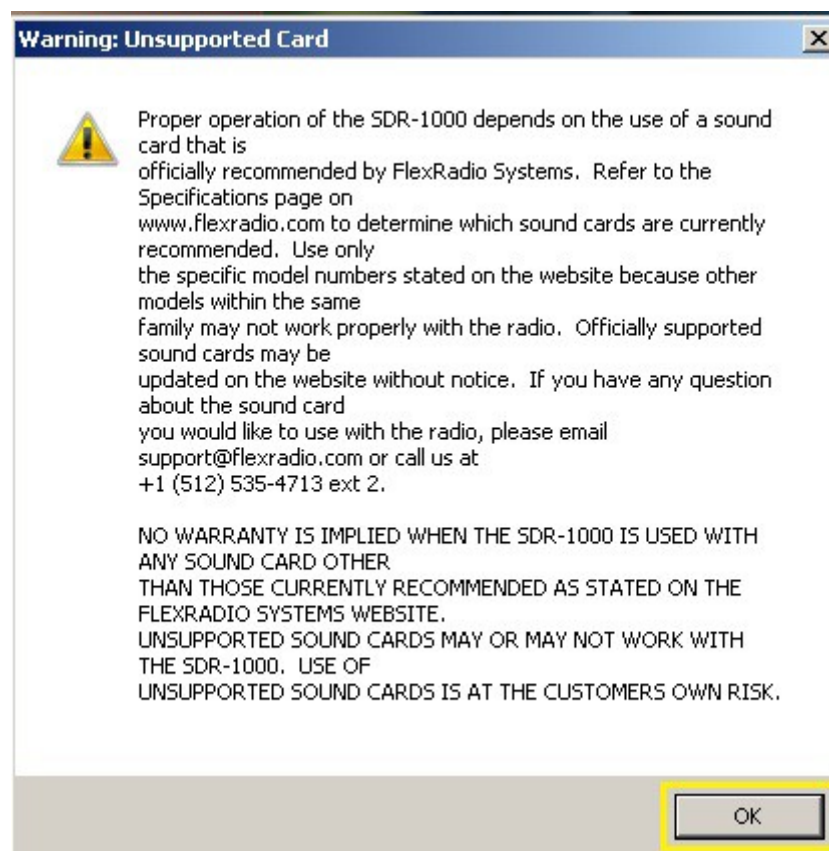 Warning: Unsupported Card
Proper operation of the SDR-1000 depends on the use of a sound
card that is
officially recommended by FlexRadio Systems.  Refer to the
Specifications page on
www.flexradio.com to determine which sound cards are currently
recommended.  Use only
the specific model numbers stated on the website because other
models within the same
family may not work properly with the radio.  Officially supported
sound cards may be
updated on the website without notice.  If you have any question
about the sound card
you would like to use with the radio, please email
support@flexradio.com or call us at
+1 (512) 535-4713 ext 2.
NO WARRANTY IS IMPLIED WHEN THE SDR-1000 IS USED WITH
ANY SOUND CARD OTHER
THAN THOSE CURRENTLY RECOMMENDED AS STATED ON THE
FLEXRADIO SYSTEMS WEBSITE.
UNSUPPORTED SOUND CARDS MAY OR MAY NOT WORK WITH
THE SDR-1000.  USE OF
UNSUPPORTED SOUND CARDS IS AT THE CUSTOMERS OWN RISK.
OK